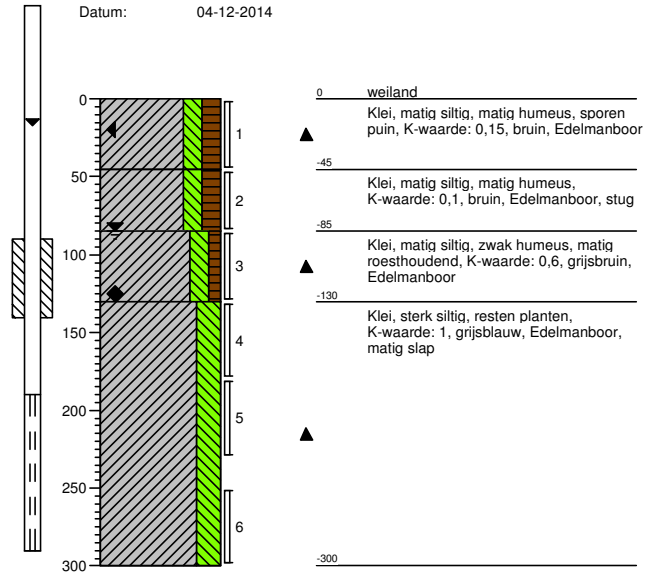 Datum: 04-12-2014
0
50
100
150
200
250
300
1
2
3
4
5
6
0 weiland
Klei, matig siltig, matig humeus, sporen
puin, K-waarde: 0,15, bruin, Edelmanboor
-45
Klei, matig siltig, matig humeus,
K-waarde: 0,1, bruin, Edelmanboor, stug
-85
Klei, matig siltig, zwak humeus, matig
roesthoudend, K-waarde: 0,6, grijsbruin,
Edelmanboor
-130
Klei, sterk siltig, resten planten,
K-waarde: 1, grijsblauw, Edelmanboor,
matig slap
-300